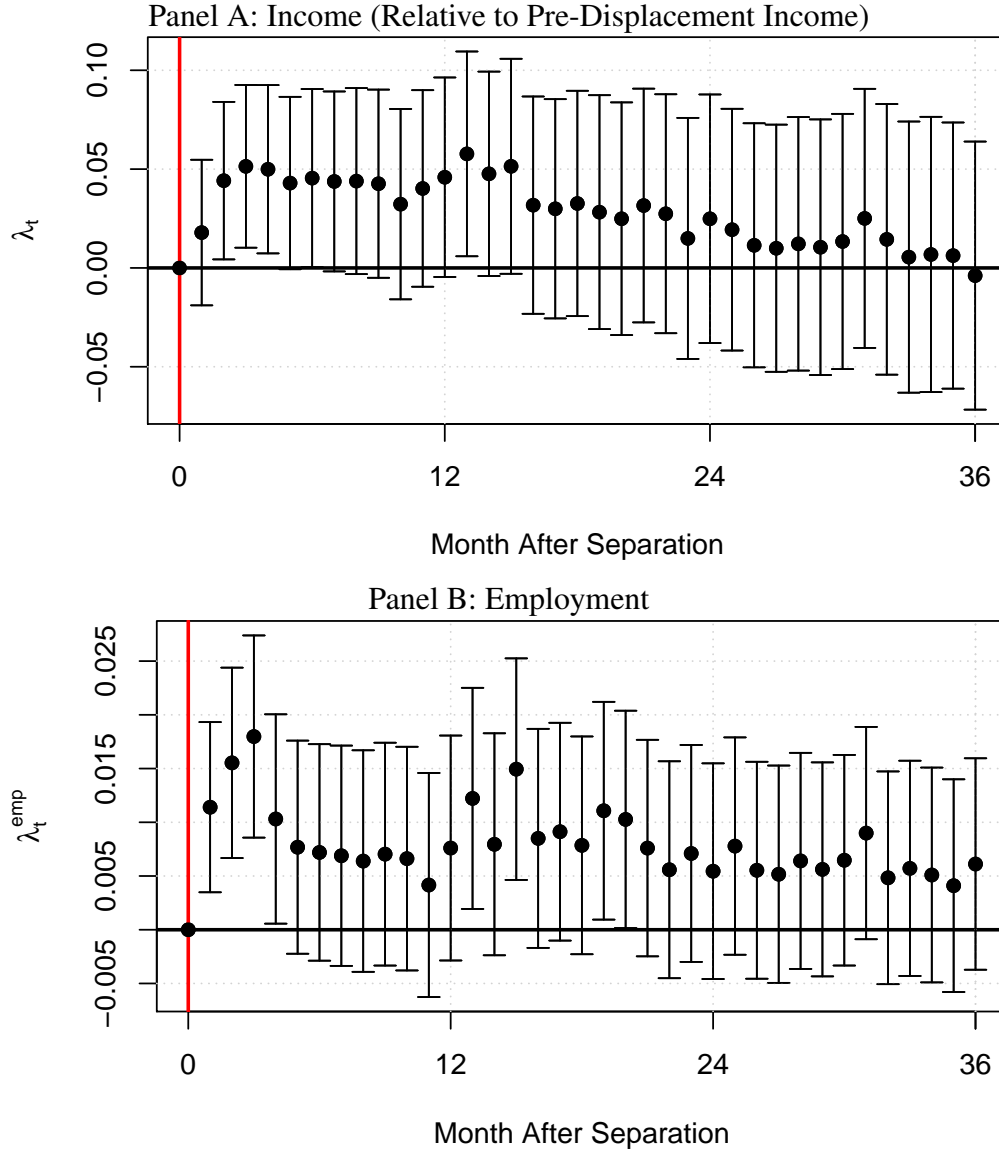 Panel A: Income (Relative to Pre-Displacement Income)
0.10
0.05
0.00
−0.05
λt
0 12 24 36
Month After Separation
Panel B: Employment
0.025
0.015
0.005
−0.005
λt^emp
0 12 24 36
Month After Separation